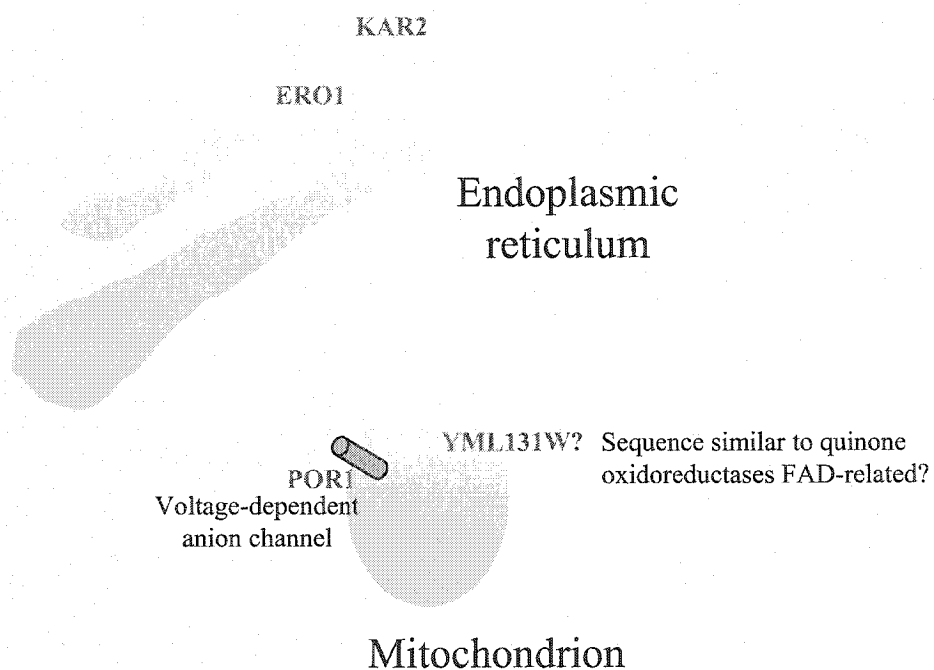 KAR2
ERO1
Endoplasmic
reticulum
YML131W? Sequence similar to quinone
oxidoreductases FAD-related?
POR1
Voltage-dependent
anion channel
Mitochondrion